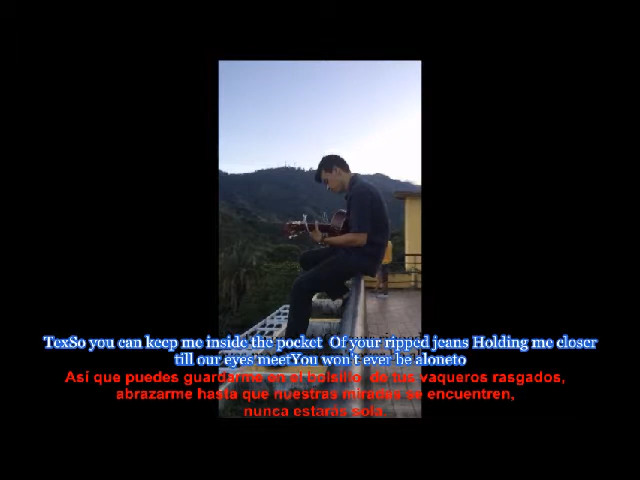 TexSo you can keep me inside the pocket Of your ripped jeans Holding me closer
till our eyes meetYou won't ever be aloneto
Así que puedes guardarme en el bolsillo de tus vaqueros rasgados,
abrazarme hasta que nuestras miradas se encuentren,
nunca estarás sola.